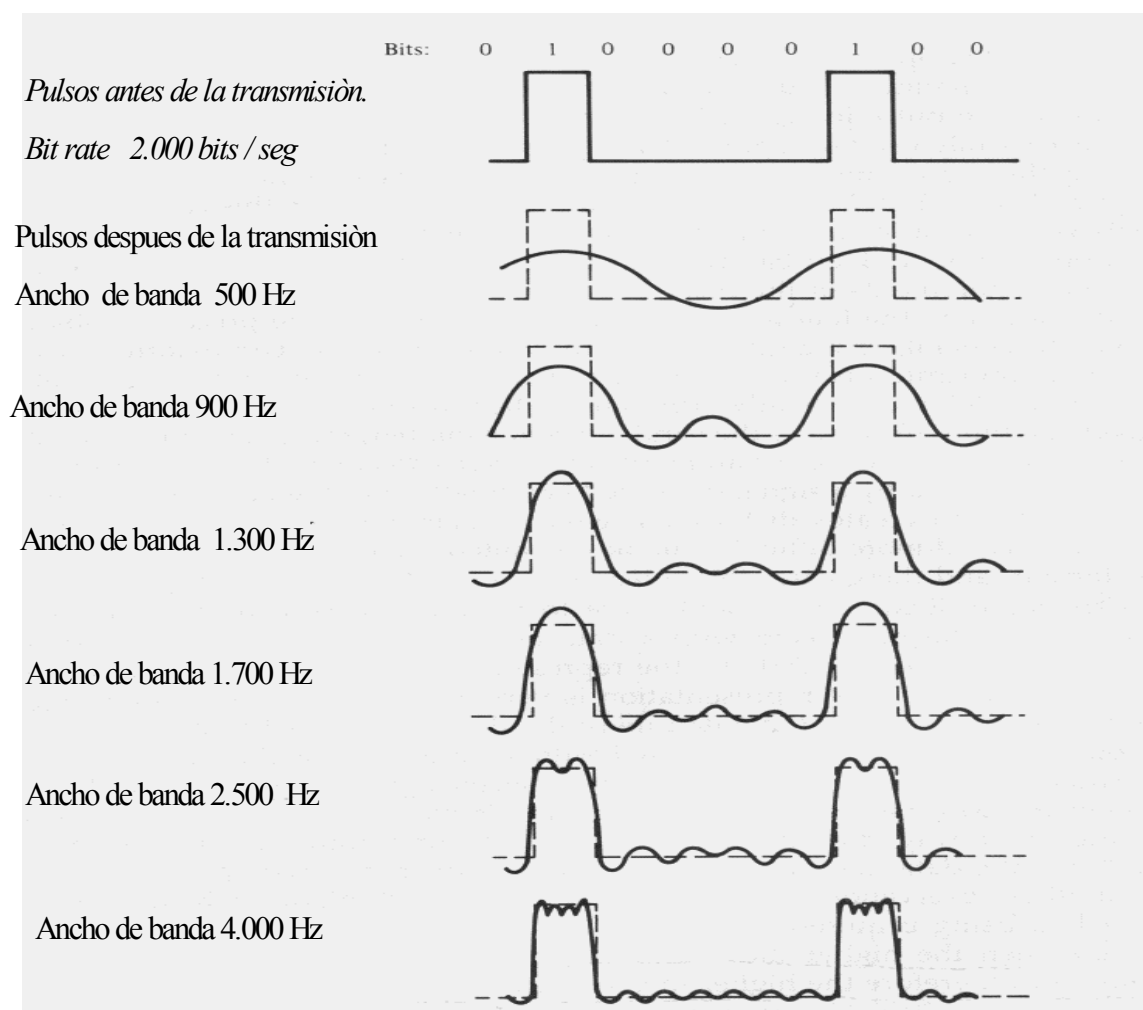 Bits: 0 1 0 0 0 0 1 0 0
Pulsos antes de la transmisiòn.
Bit rate 2.000 bits / seg
Pulsos despues de la transmisiòn
Ancho de banda 500 Hz
Ancho de banda 900 Hz
Ancho de banda 1.300 Hz
Ancho de banda 1.700 Hz
Ancho de banda 2.500 Hz
Ancho de banda 4.000 Hz